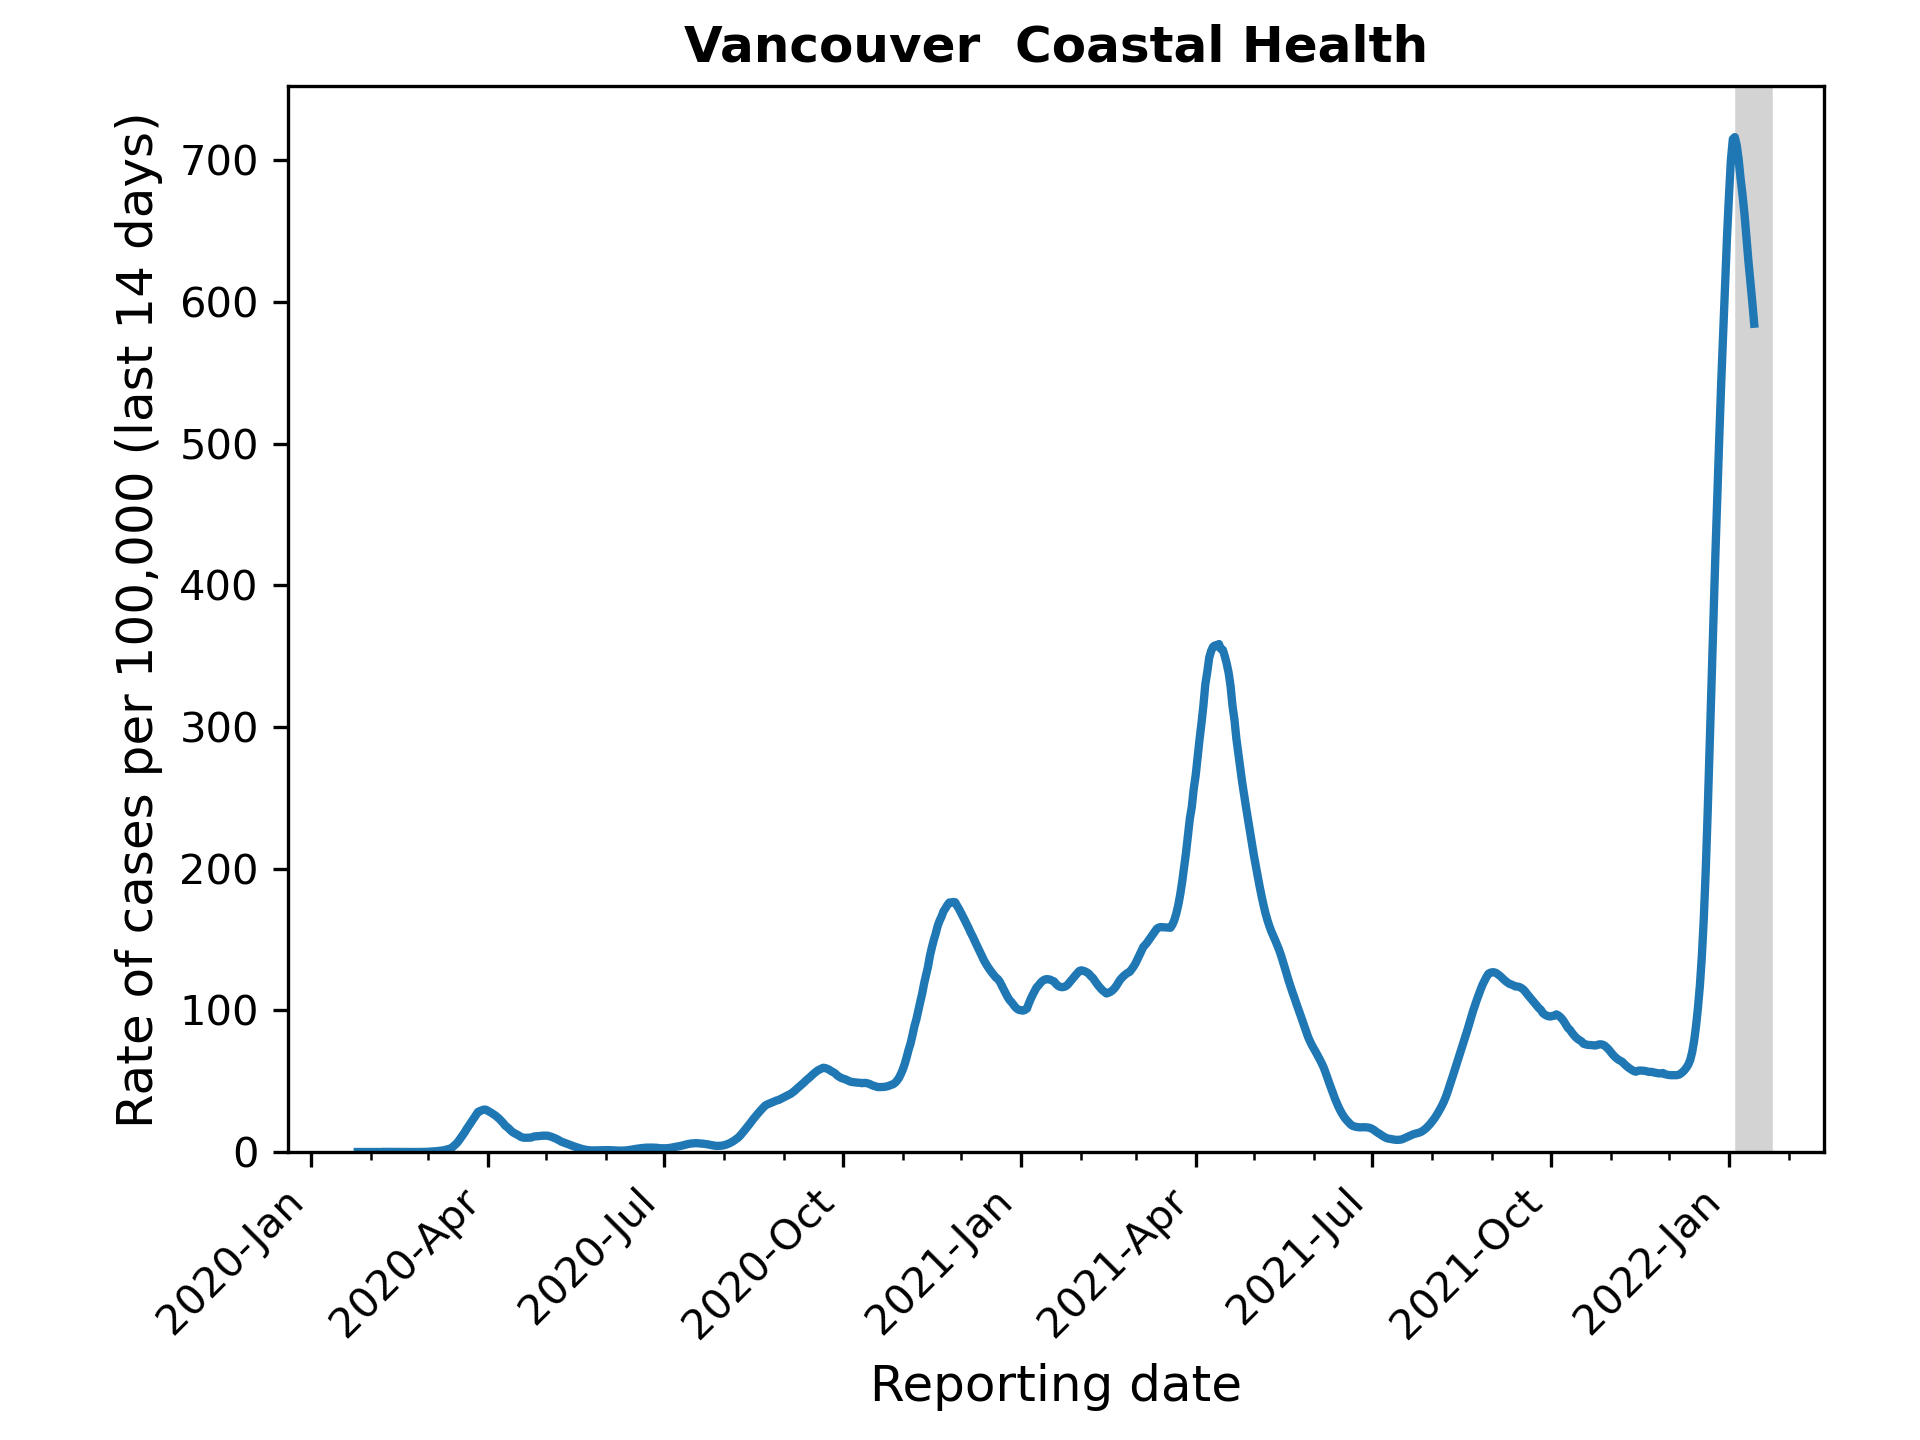 Vancouver  Coastal Health
Rate of cases per 100,000 (last 14 days)
700
600
500
400
300
200
100
0
2020-Jan
2020-Apr
2020-Jul
2020-Oct
2021-Jan
2021-Apr
2021-Jul
2021-Oct
2022-Jan
Reporting date